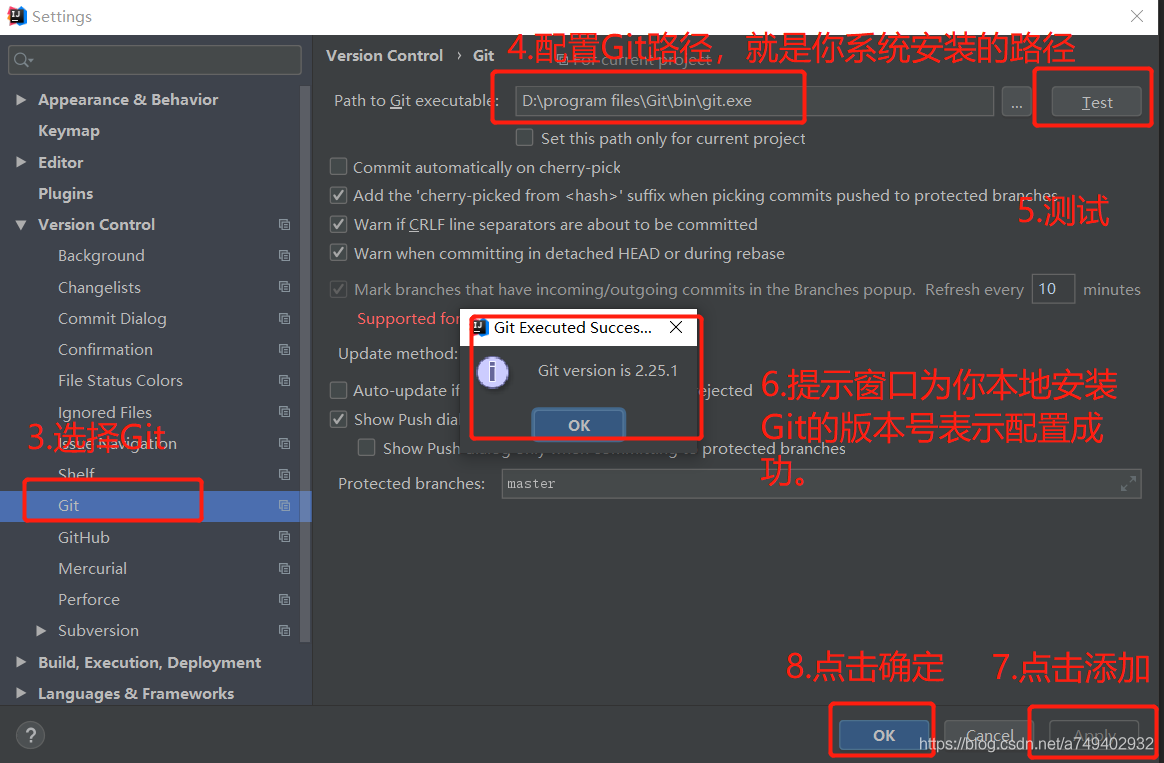 Settings
Version Control › Git
For current project
4.配置Git路径，就是你系统安装的路径
Appearance & Behavior
Keymap
Editor
Plugins
Version Control
Background
Changelists
Commit Dialog
Confirmation
File Status Colors
Ignored Files
Issue Navigation
3.选择Git
Shelf
Git
GitHub
Mercurial
Perforce
Subversion
Build, Execution, Deployment
Languages & Frameworks
Path to Git executable: D:\program files\Git\bin\git.exe ... Test
Set this path only for current project
Commit automatically on cherry-pick
Add the 'cherry-picked from <hash>' suffix when picking commits pushed to protected branches
5.测试
Warn if CRLF line separators are about to be committed
Warn when committing in detached HEAD or during rebase
Mark branches that have incoming/outgoing commits in the Branches popup. Refresh every 10 minutes
Supported for
Update method:
Auto-update if ejected
Show Push dia
Show Push dialog only when committing to protected branches
Protected branches: master
Git Executed Succes...
Git version is 2.25.1
OK
6.提示窗口为你本地安装
Git的版本号表示配置成
功。
8.点击确定
7.点击添加
?
OK
Cancel
Apply
https://blog.csdn.net/a749402932